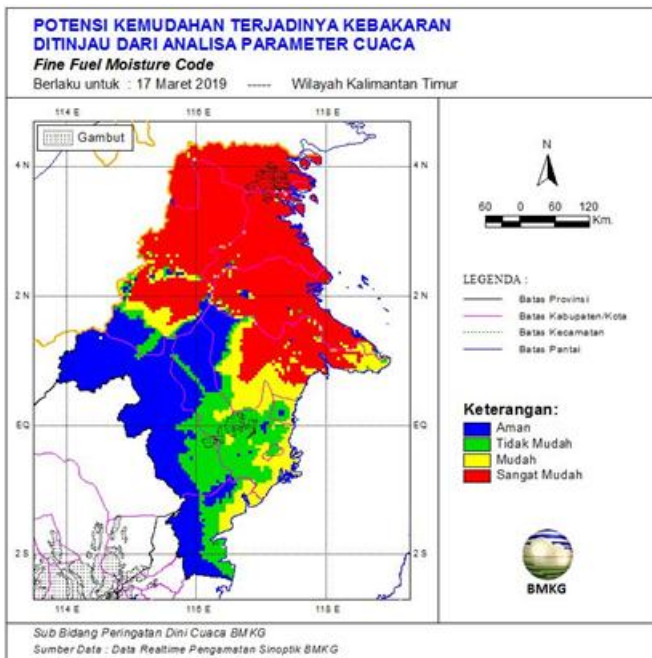 POTENSI KEMUDAHAN TERJADINYA KEBAKARAN
DITINJAU DARI ANALISA PARAMETER CUACA
Fine Fuel Moisture Code
Berlaku untuk : 17 Maret 2019 ----- Wilayah Kalimantan Timur
114 E 116 E 118 E
Gambut
4 N 4 N
2 N 2 N
EQ EQ
2 S 2 S
114 E 116 E 118 E
N
60 0 60 120
Km.
LEGENDA :
Batas Provinsi
Batas Kabupaten/Kota
Batas Kecamatan
Batas Pantai
Keterangan:
Aman
Tidak Mudah
Mudah
Sangat Mudah
BMKG
Sub Bidang Peringatan Dini Cuaca BMKG
Sumber Data : Data Realtime Pengamatan Sinoptik BMKG